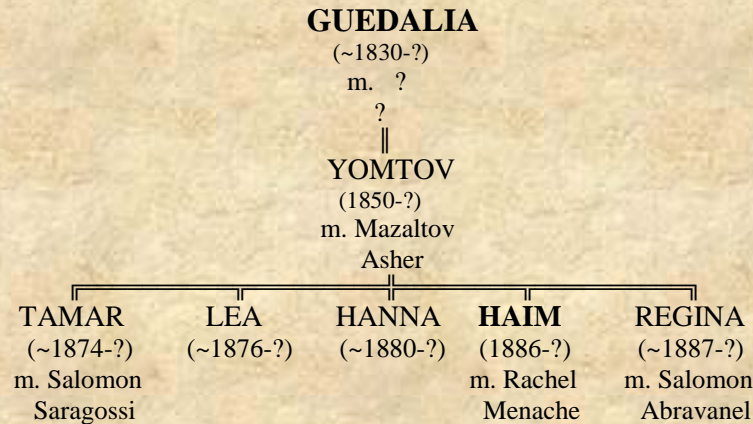 GUEDALIA
(~1830-?)
m. ?
?
YOMTOV
(1850-?)
m. Mazaltov
Asher
TAMAR LEA HANNA HAIM REGINA
(~1874-?) (~1876-?) (~1880-?) (1886-?) (~1887-?)
m. Salomon m. Rachel m. Salomon
Saragossi Menache Abravanel